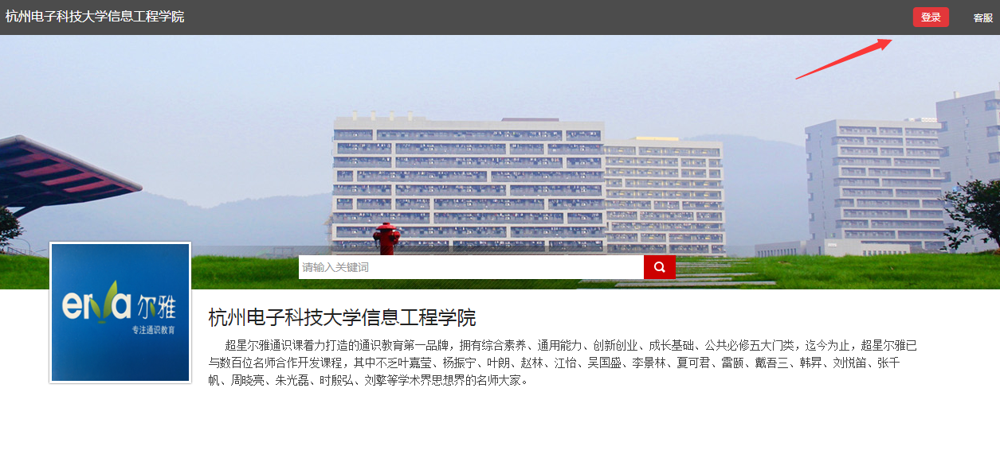 杭州电子科技大学信息工程学院
登录
客服
请输入关键词
erya 尔雅
专注通识教育
杭州电子科技大学信息工程学院
超星尔雅通识课着力打造的通识教育第一品牌，拥有综合素养、通用能力、创新创业、成长基础、公共必修五大门类，迄今为止，超星尔雅已
与数百位名师合作开发课程，其中不乏叶嘉莹、杨振宁、叶朗、赵林、江怡、吴国盛、李景林、夏可君、雷颐、戴吾三、韩昇、刘悦笛、张千
帆、周晓亮、朱光磊、时殷弘、刘擎等学术界思想界的名师大家。